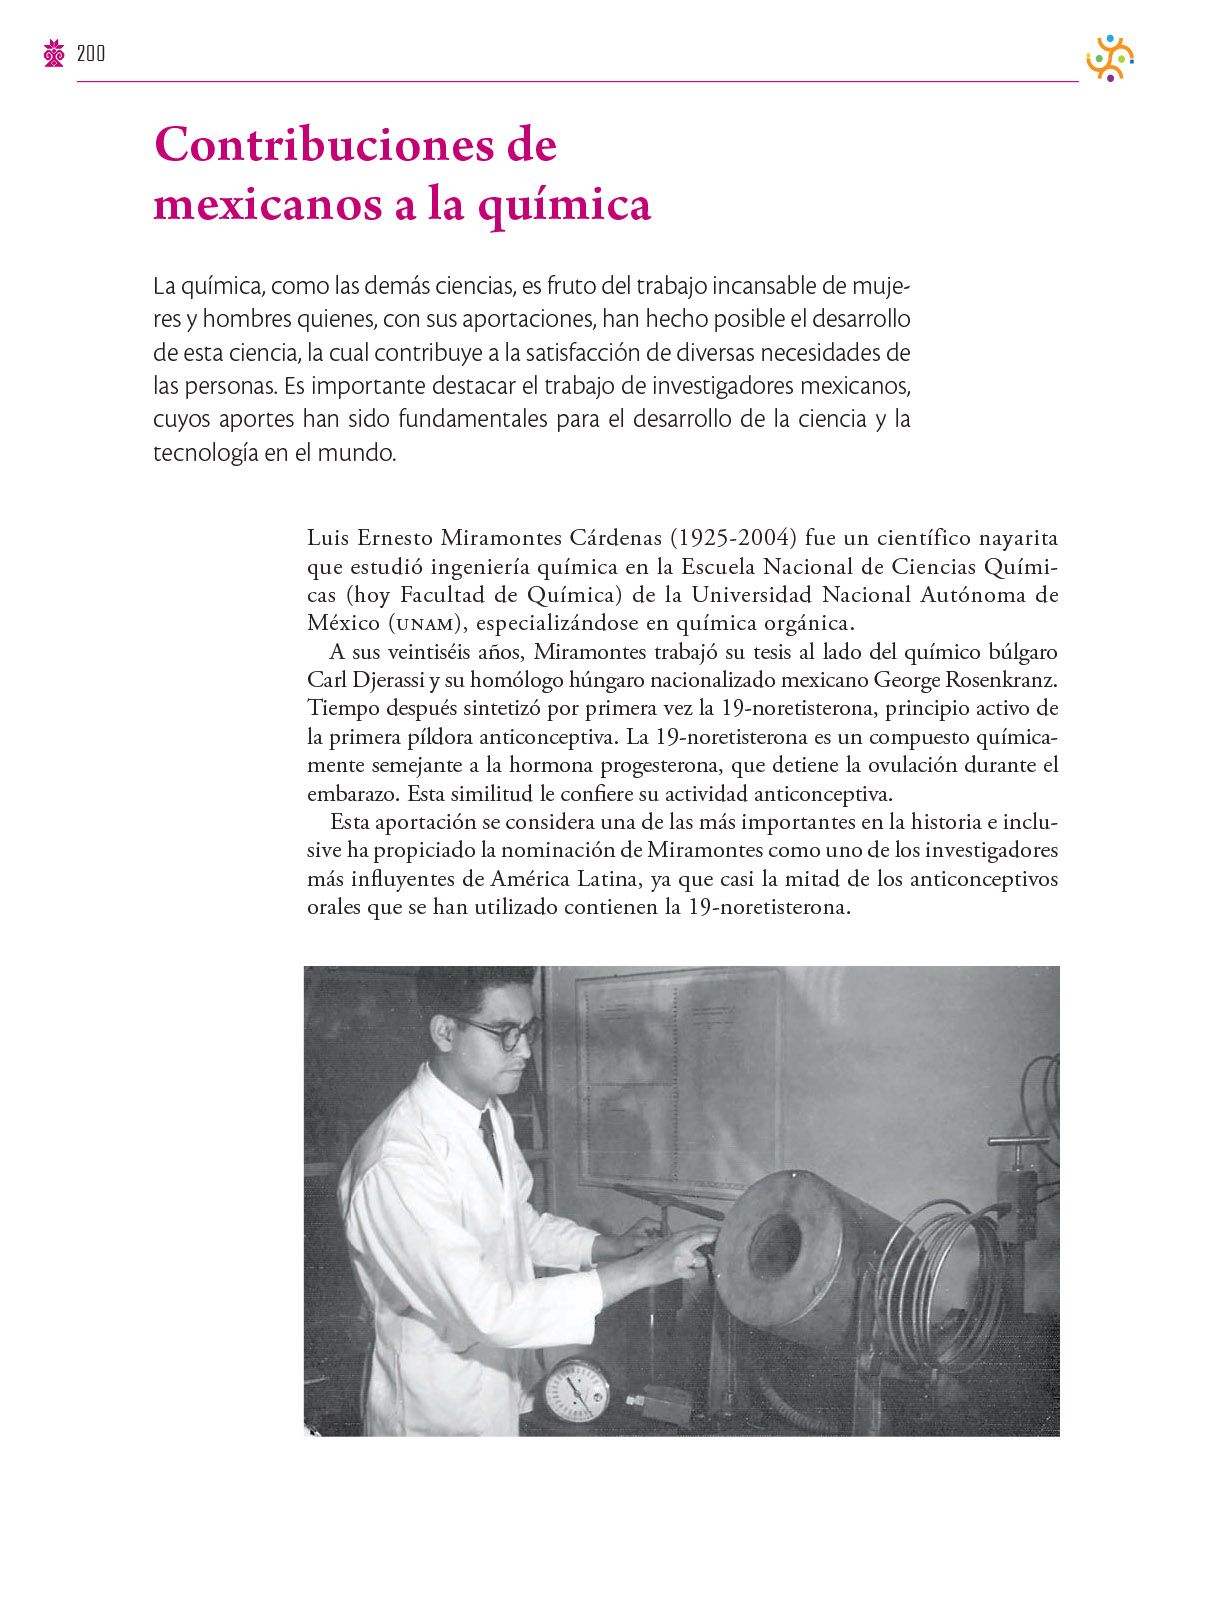 200
Contribuciones de
mexicanos a la química
La química, como las demás ciencias, es fruto del trabajo incansable de muje-
res y hombres quienes, con sus aportaciones, han hecho posible el desarrollo
de esta ciencia, la cual contribuye a la satisfacción de diversas necesidades de
las personas. Es importante destacar el trabajo de investigadores mexicanos,
cuyos aportes han sido fundamentales para el desarrollo de la ciencia y la
tecnología en el mundo.
Luis Ernesto Miramontes Cárdenas (1925-2004) fue un científico nayarita
que estudió ingeniería química en la Escuela Nacional de Ciencias Quími-
cas (hoy Facultad de Química) de la Universidad Nacional Autónoma de
México (UNAM), especializándose en química orgánica.
A sus veintiséis años, Miramontes trabajó su tesis al lado del químico búlgaro
Carl Djerassi y su homólogo húngaro nacionalizado mexicano George Rosenkranz.
Tiempo después sintetizó por primera vez la 19-noretisterona, principio activo de
la primera píldora anticonceptiva. La 19-noretisterona es un compuesto química-
mente semejante a la hormona progesterona, que detiene la ovulación durante el
embarazo. Esta similitud le confiere su actividad anticonceptiva.
Esta aportación se considera una de las más importantes en la historia e inclu-
sive ha propiciado la nominación de Miramontes como uno de los investigadores
más influyentes de América Latina, ya que casi la mitad de los anticonceptivos
orales que se han utilizado contienen la 19-noretisterona.